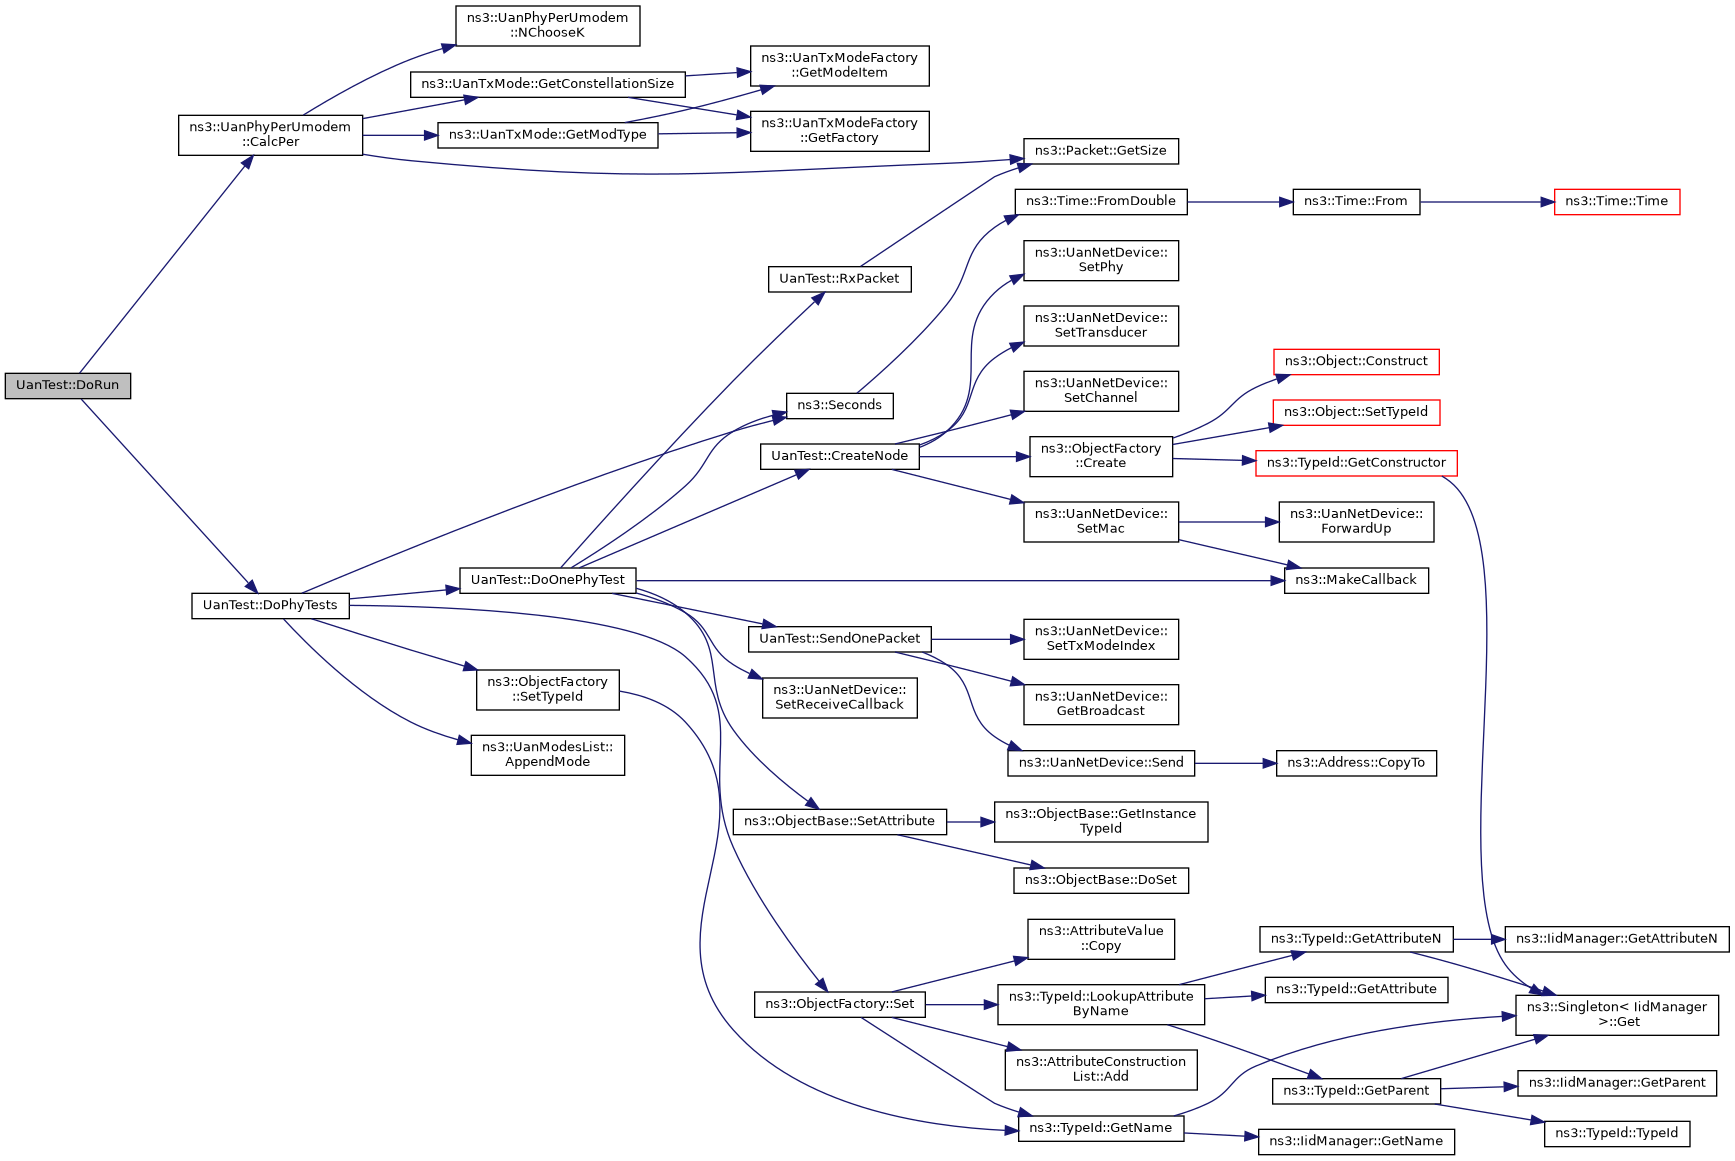 ns3::UanPhyPerUmodem
::NChooseK
ns3::UanTxModeFactory
::GetModeItem
ns3::UanTxMode::GetConstellationSize
ns3::UanPhyPerUmodem
::CalcPer
ns3::UanTxMode::GetModType
ns3::UanTxModeFactory
::GetFactory
ns3::Packet::GetSize
ns3::Time::FromDouble
ns3::Time::From
ns3::Time::Time
ns3::UanNetDevice::
SetPhy
UanTest::RxPacket
ns3::UanNetDevice::
SetTransducer
ns3::Object::Construct
UanTest::DoRun
ns3::UanNetDevice::
SetChannel
ns3::Seconds
ns3::Object::SetTypeId
UanTest::CreateNode
ns3::ObjectFactory
::Create
ns3::TypeId::GetConstructor
ns3::UanNetDevice::
SetMac
ns3::UanNetDevice::
ForwardUp
UanTest::DoOnePhyTest
ns3::MakeCallback
UanTest::DoPhyTests
UanTest::SendOnePacket
ns3::UanNetDevice::
SetTxModeIndex
ns3::ObjectFactory
::SetTypeId
ns3::UanNetDevice::
SetReceiveCallback
ns3::UanNetDevice::
GetBroadcast
ns3::UanModesList::
AppendMode
ns3::UanNetDevice::Send
ns3::Address::CopyTo
ns3::ObjectBase::SetAttribute
ns3::ObjectBase::GetInstance
TypeId
ns3::ObjectBase::DoSet
ns3::AttributeValue
::Copy
ns3::TypeId::GetAttributeN
ns3::IidManager::GetAttributeN
ns3::ObjectFactory::Set
ns3::TypeId::LookupAttribute
ByName
ns3::TypeId::GetAttribute
ns3::Singleton< IidManager
>::Get
ns3::AttributeConstruction
List::Add
ns3::TypeId::GetParent
ns3::IidManager::GetParent
ns3::TypeId::GetName
ns3::IidManager::GetName
ns3::TypeId::TypeId